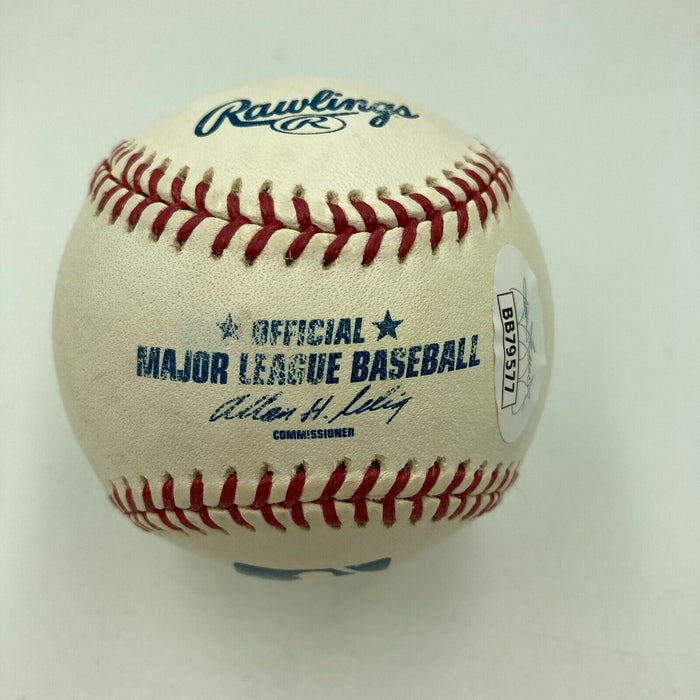 Rawlings
R
OFFICIAL
MAJOR LEAGUE BASEBALL
Allan H. Selig
COMMISSIONER
BB79577